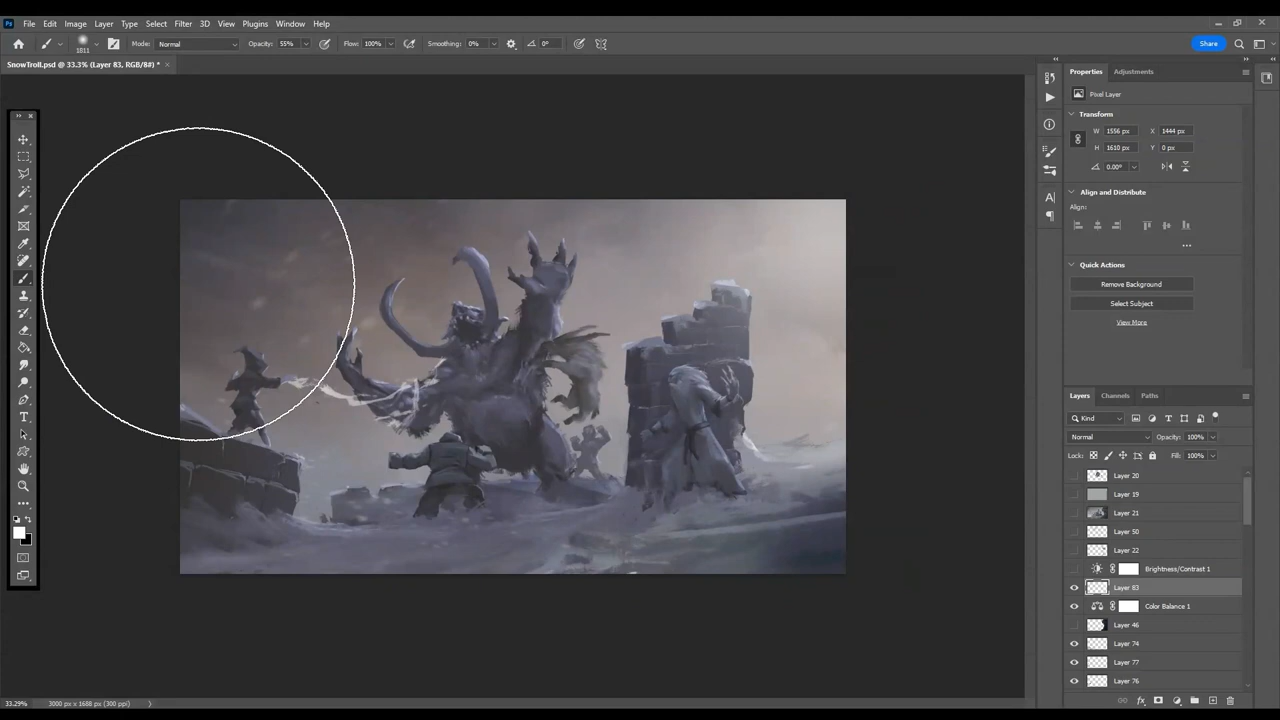 Ps File Edit Image Layer Type Select Filter 3D View Plugins Window Help
1811 Mode: Normal Opacity: 55% Flow: 100% Smoothing: 0% 0° Share
SnowTroll.psd @ 33.3% (Layer 83, RGB/8#) *
Properties Adjustments
Pixel Layer
Transform
W 1556 px X 1444 px
H 1610 px Y 0 px
0.00°
Align and Distribute
Align:
Quick Actions
Remove Background
Select Subject
View More
Layers Channels Paths
Kind
Normal Opacity: 100%
Lock: Fill: 100%
Layer 20
Layer 19
Layer 21
Layer 50
Layer 22
Brightness/Contrast 1
Layer 83
Color Balance 1
Layer 46
Layer 74
Layer 77
Layer 76
33.29% 3000 px x 1688 px (300 ppi)